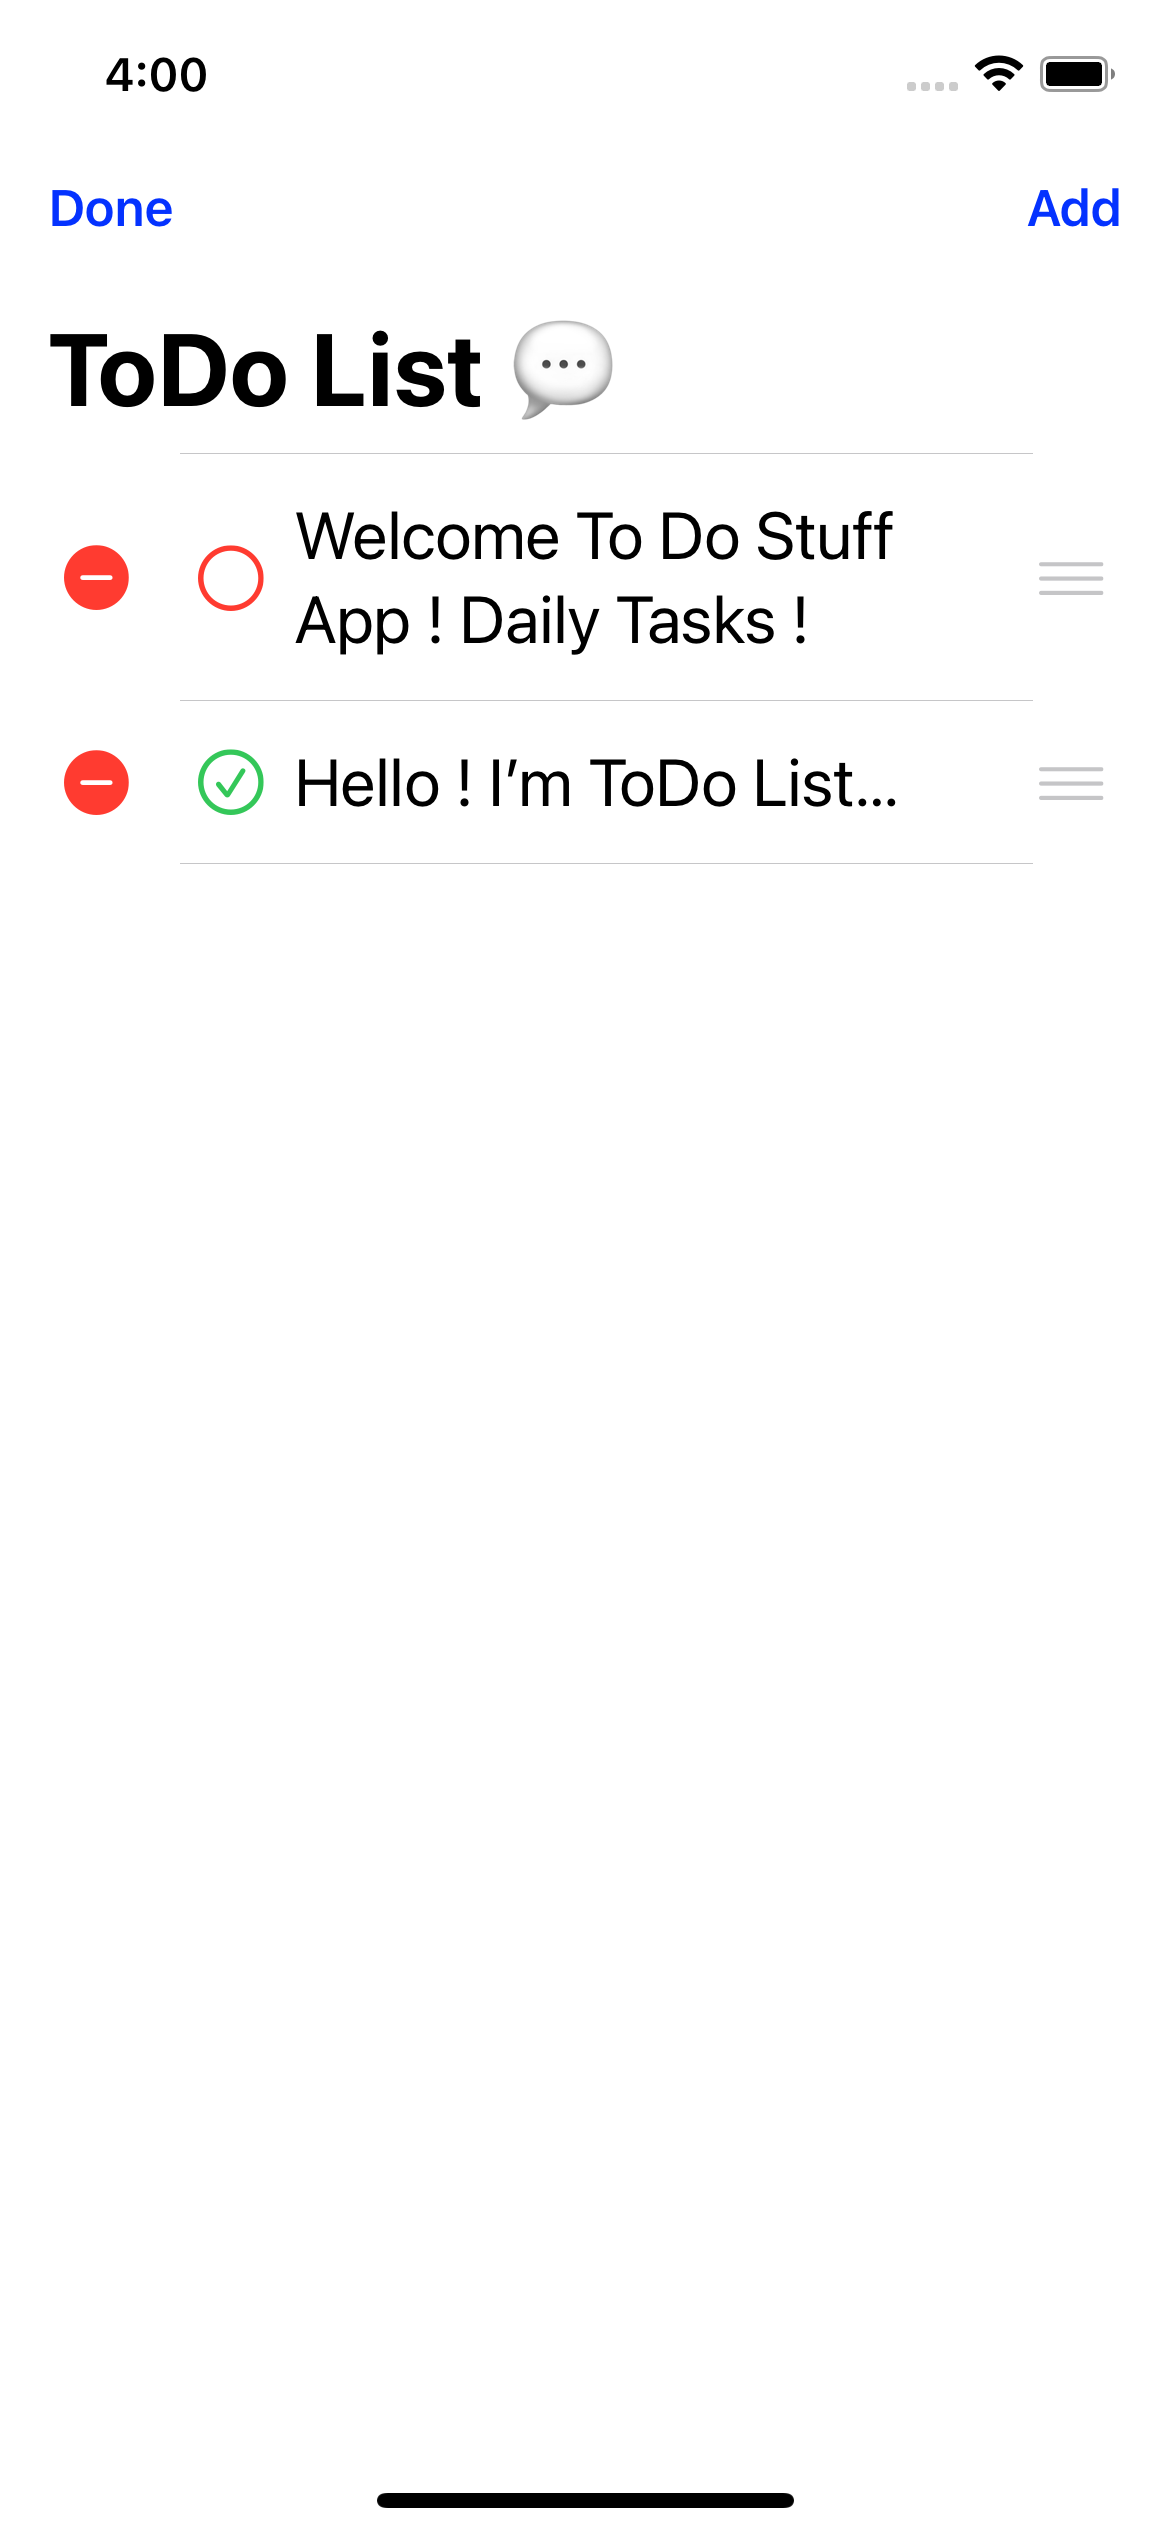 4:00
Done
Add
ToDo List 💬
Welcome To Do Stuff
App ! Daily Tasks !
Hello ! I’m ToDo List...